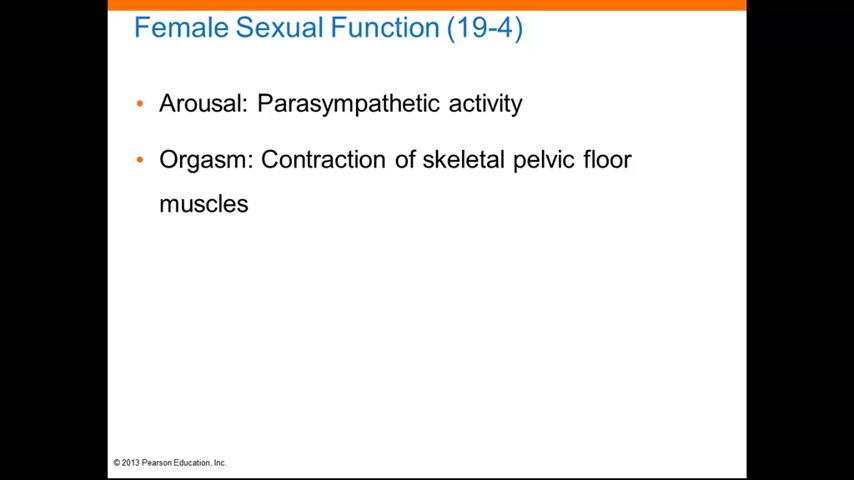 Female Sexual Function (19-4)
• Arousal: Parasympathetic activity
• Orgasm: Contraction of skeletal pelvic floor
muscles
© 2013 Pearson Education, Inc.